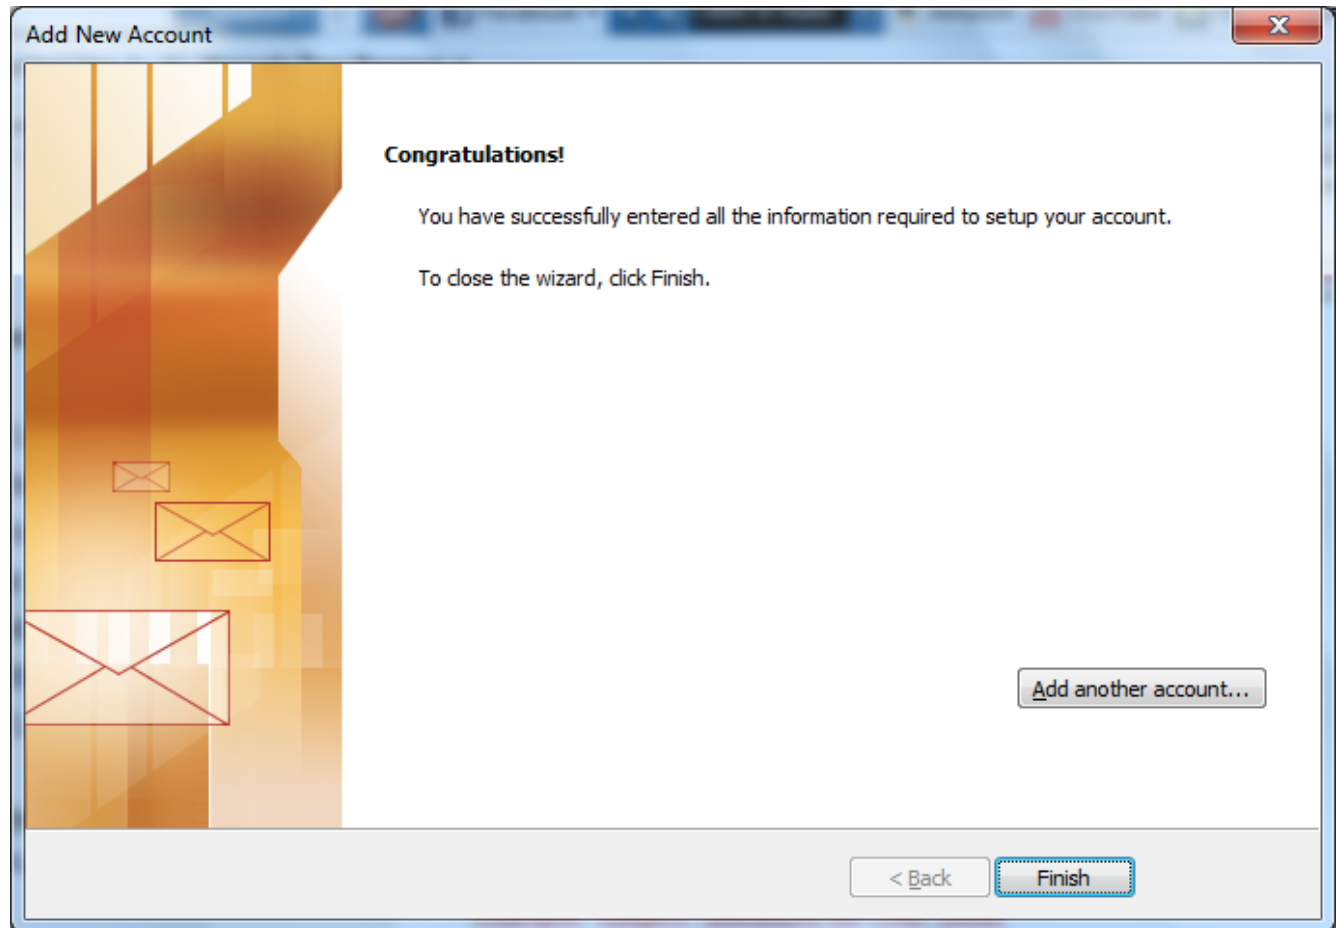 Add New Account
Congratulations!
You have successfully entered all the information required to setup your account.
To close the wizard, click Finish.
Add another account...
< Back
Finish